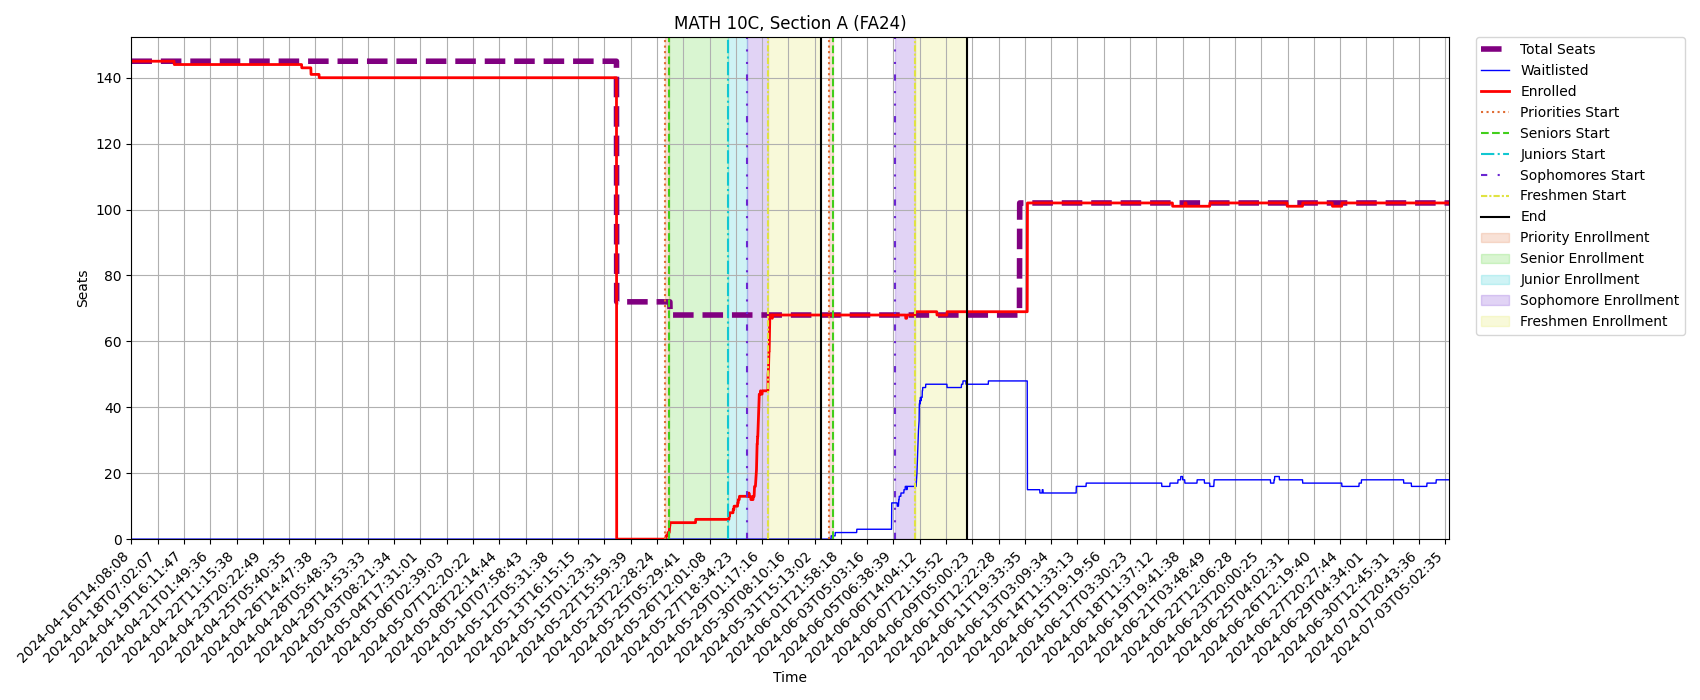 MATH 10C, Section A (FA24)
Seats
140
120
100
80
60
40
20
0
2024-04-16T14:08:08
2024-04-18T07:02:07
2024-04-19T16:11:47
2024-04-21T01:49:36
2024-04-22T11:15:38
2024-04-23T20:22:49
2024-04-25T05:40:35
2024-04-26T14:47:38
2024-04-28T05:48:33
2024-04-29T14:53:33
2024-05-03T08:21:34
2024-05-04T17:31:01
2024-05-06T02:39:03
2024-05-07T12:20:22
2024-05-08T22:14:44
2024-05-10T07:58:43
2024-05-12T05:31:38
2024-05-13T16:15:15
2024-05-15T01:23:31
2024-05-22T15:59:39
2024-05-23T22:28:24
2024-05-25T05:29:41
2024-05-26T12:01:08
2024-05-27T18:34:23
2024-05-29T01:17:16
2024-05-30T08:10:16
2024-05-31T15:13:02
2024-06-01T21:58:18
2024-06-03T05:03:16
2024-06-05T06:38:39
2024-06-06T14:04:12
2024-06-07T21:15:52
2024-06-09T05:00:23
2024-06-10T12:22:28
2024-06-11T19:33:35
2024-06-13T03:09:34
2024-06-14T11:33:13
2024-06-15T19:19:56
2024-06-17T03:30:23
2024-06-18T11:37:12
2024-06-19T19:41:38
2024-06-21T03:48:49
2024-06-22T12:06:28
2024-06-23T20:00:25
2024-06-25T04:02:31
2024-06-26T12:19:40
2024-06-27T20:27:44
2024-06-29T04:34:01
2024-06-30T12:45:31
2024-07-01T20:43:36
2024-07-03T05:02:35
Time
Total Seats
Waitlisted
Enrolled
Priorities Start
Seniors Start
Juniors Start
Sophomores Start
Freshmen Start
End
Priority Enrollment
Senior Enrollment
Junior Enrollment
Sophomore Enrollment
Freshmen Enrollment